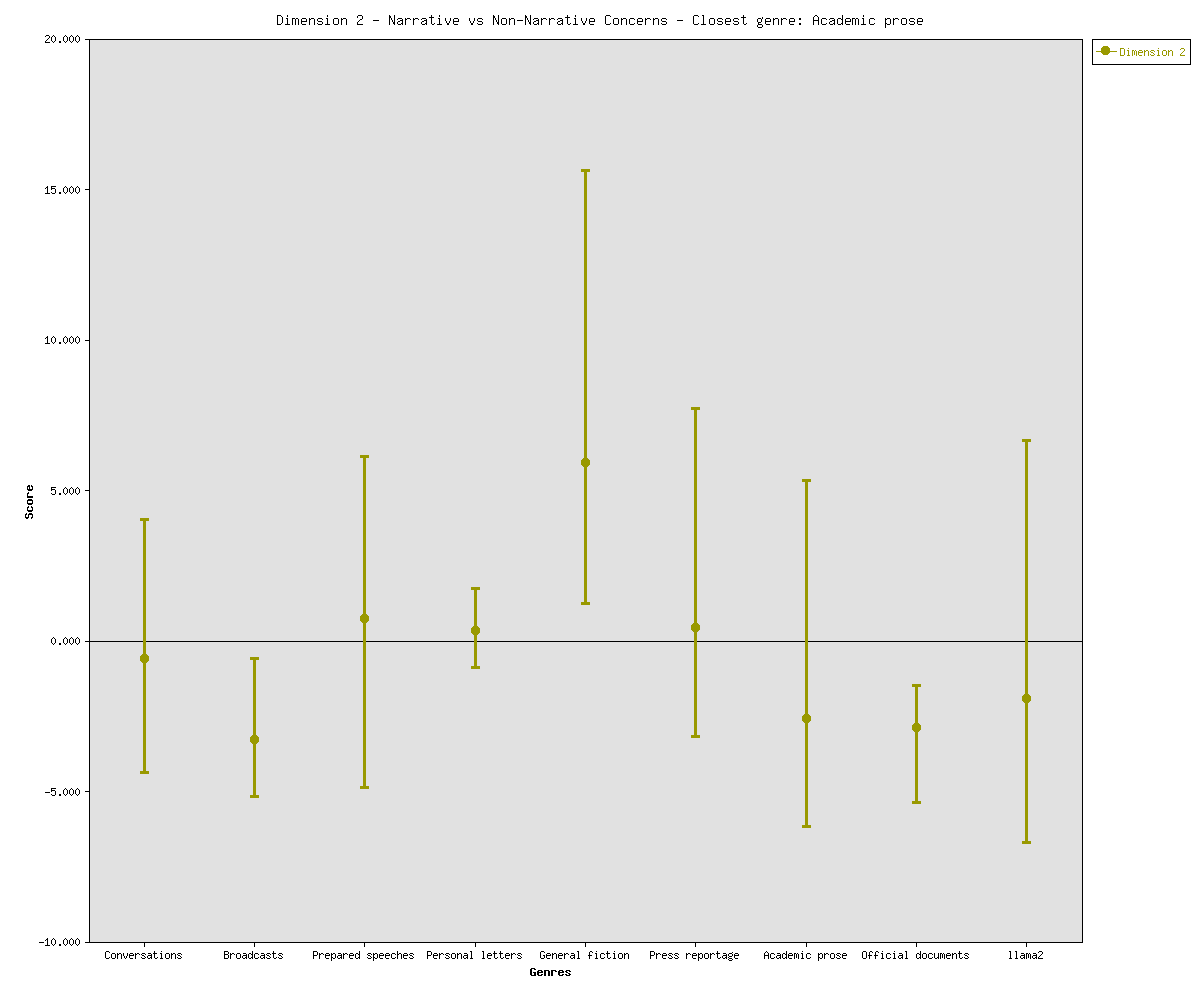 Dimension 2 - Narrative vs Non-Narrative Concerns - Closest genre: Academic prose
Dimension 2
20.000
15.000
10.000
5.000
0.000
-5.000
-10.000
Score
Conversations Broadcasts Prepared speeches Personal letters General fiction Press reportage Academic prose Official documents llama2
Genres